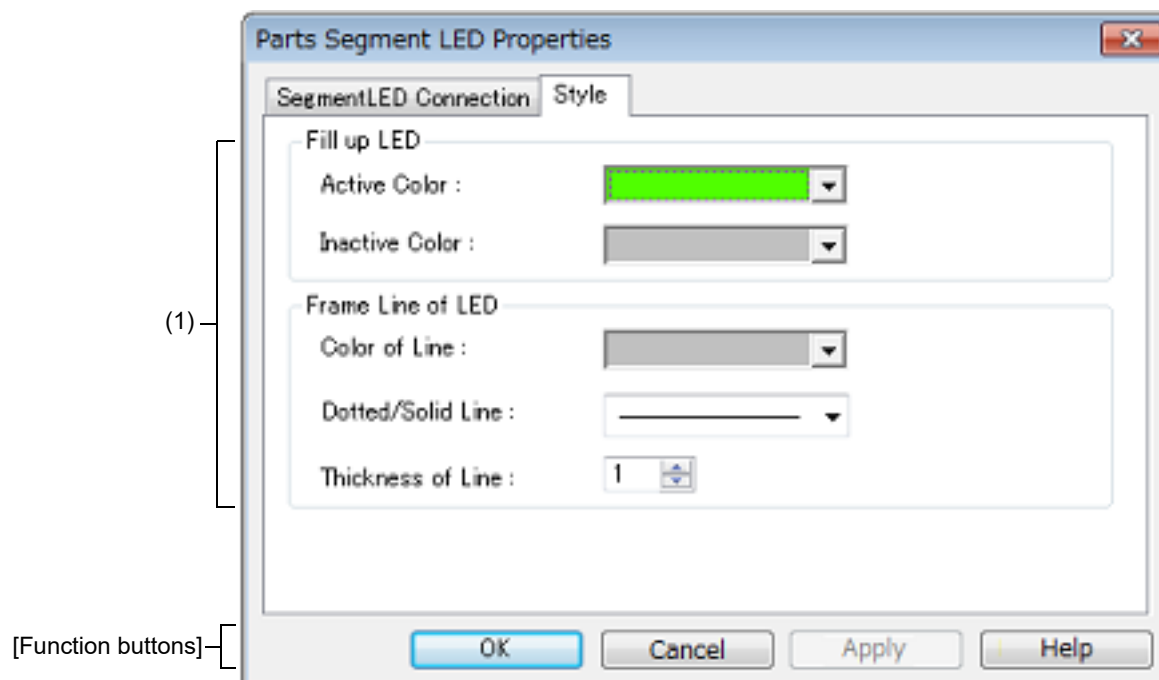 Parts Segment LED Properties
SegmentLED Connection Style
Fill up LED
Active Color :
Inactive Color :
(1)
Frame Line of LED
Color of Line :
Dotted/Solid Line :
Thickness of Line : 1
[Function buttons] OK Cancel Apply Help